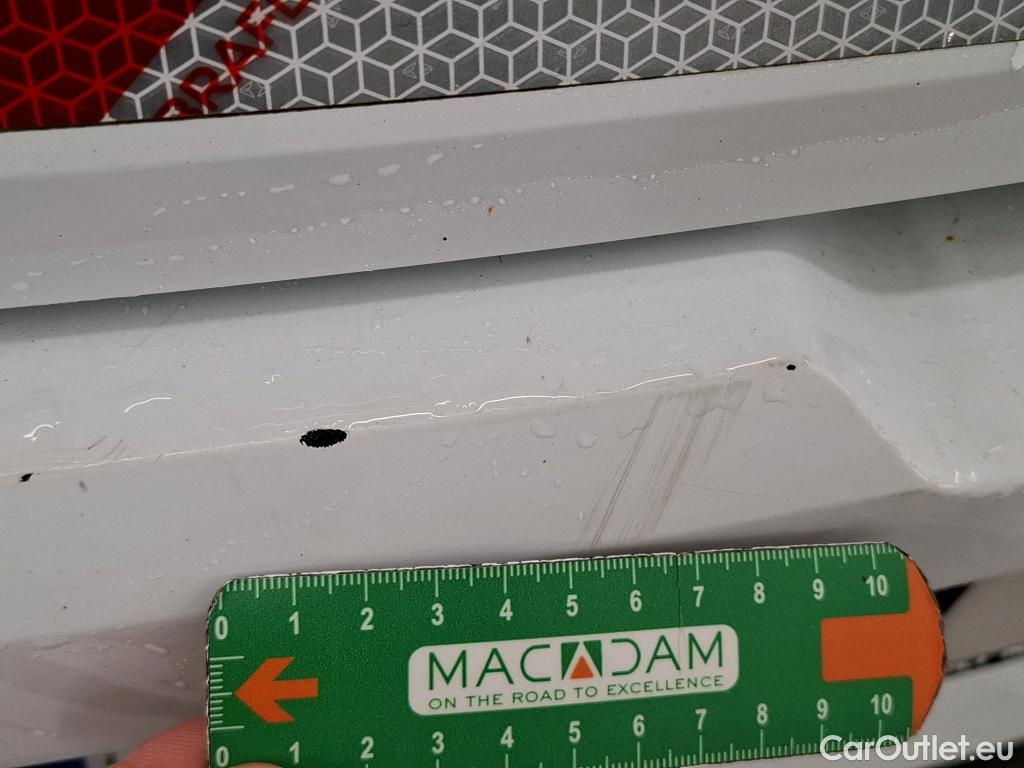 ORAFOL
0 1 2 3 4 5 6 7 8 9 10
MACADAM
ON THE ROAD TO EXCELLENCE
0 1 2 3 4 5 6 7 8 9 10
CarOutlet.eu